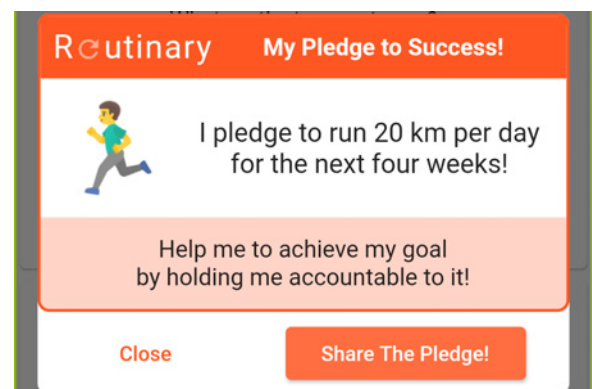 Routinary
My Pledge to Success!
I pledge to run 20 km per day
for the next four weeks!
Help me to achieve my goal
by holding me accountable to it!
Close
Share The Pledge!